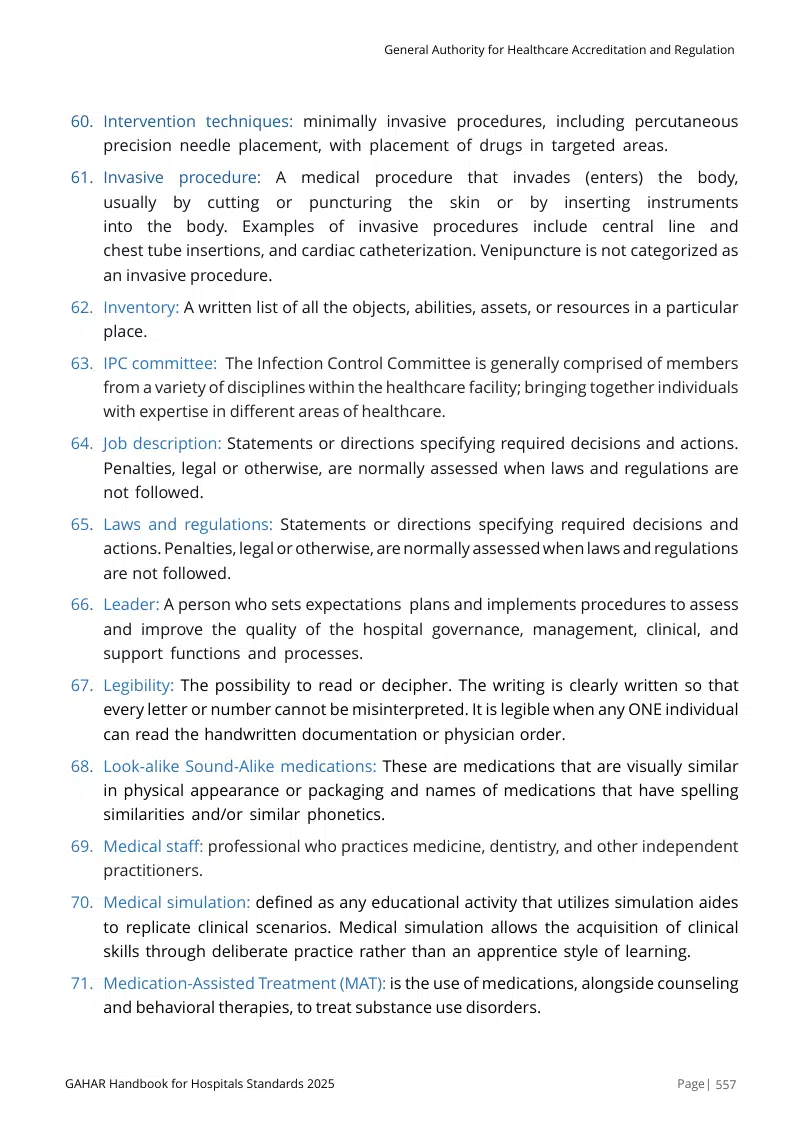 General Authority for Healthcare Accreditation and Regulation
60. Intervention techniques: minimally invasive procedures, including percutaneous
precision needle placement, with placement of drugs in targeted areas.
61. Invasive procedure: A medical procedure that invades (enters) the body,
usually by cutting or puncturing the skin or by inserting instruments
into the body. Examples of invasive procedures include central line and
chest tube insertions, and cardiac catheterization. Venipuncture is not categorized as
an invasive procedure.
62. Inventory: A written list of all the objects, abilities, assets, or resources in a particular
place.
63. IPC committee: The Infection Control Committee is generally comprised of members
from a variety of disciplines within the healthcare facility; bringing together individuals
with expertise in different areas of healthcare.
64. Job description: Statements or directions specifying required decisions and actions.
Penalties, legal or otherwise, are normally assessed when laws and regulations are
not followed.
65. Laws and regulations: Statements or directions specifying required decisions and
actions. Penalties, legal or otherwise, are normally assessed when laws and regulations
are not followed.
66. Leader: A person who sets expectations plans and implements procedures to assess
and improve the quality of the hospital governance, management, clinical, and
support functions and processes.
67. Legibility: The possibility to read or decipher. The writing is clearly written so that
every letter or number cannot be misinterpreted. It is legible when any ONE individual
can read the handwritten documentation or physician order.
68. Look-alike Sound-Alike medications: These are medications that are visually similar
in physical appearance or packaging and names of medications that have spelling
similarities and/or similar phonetics.
69. Medical staff: professional who practices medicine, dentistry, and other independent
practitioners.
70. Medical simulation: defined as any educational activity that utilizes simulation aides
to replicate clinical scenarios. Medical simulation allows the acquisition of clinical
skills through deliberate practice rather than an apprentice style of learning.
71. Medication-Assisted Treatment (MAT): is the use of medications, alongside counseling
and behavioral therapies, to treat substance use disorders.
GAHAR Handbook for Hospitals Standards 2025
Page| 557